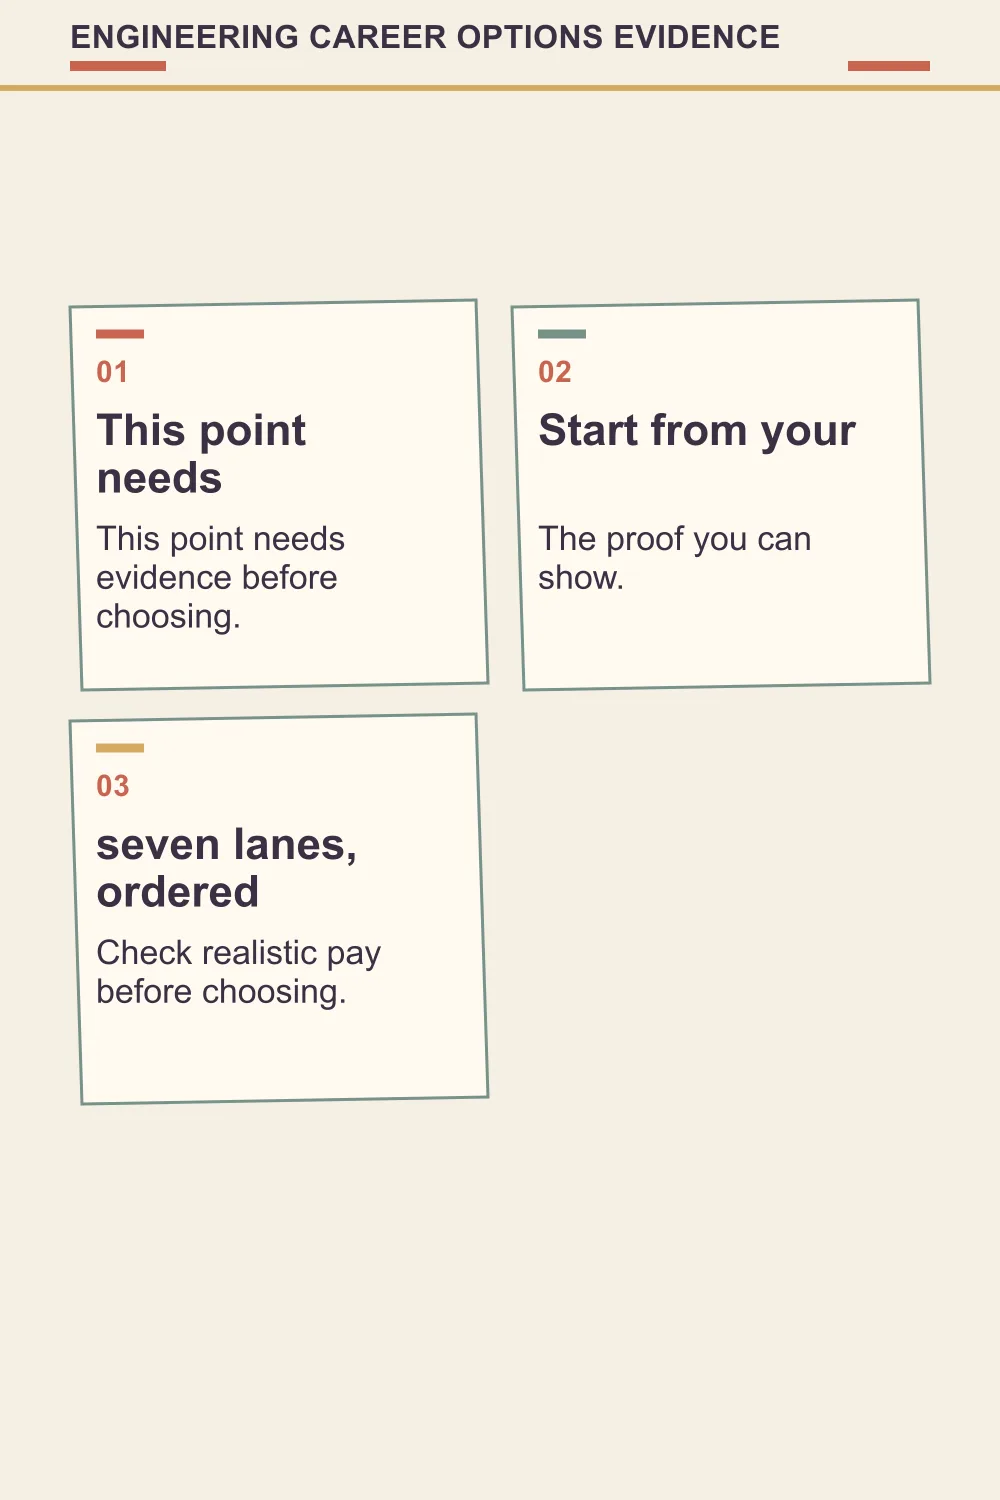 ENGINEERING CAREER OPTIONS EVIDENCE
01
This point
needs
This point needs
evidence before
choosing.
02
Start from your
The proof you can
show.
03
seven lanes,
ordered
Check realistic pay
before choosing.